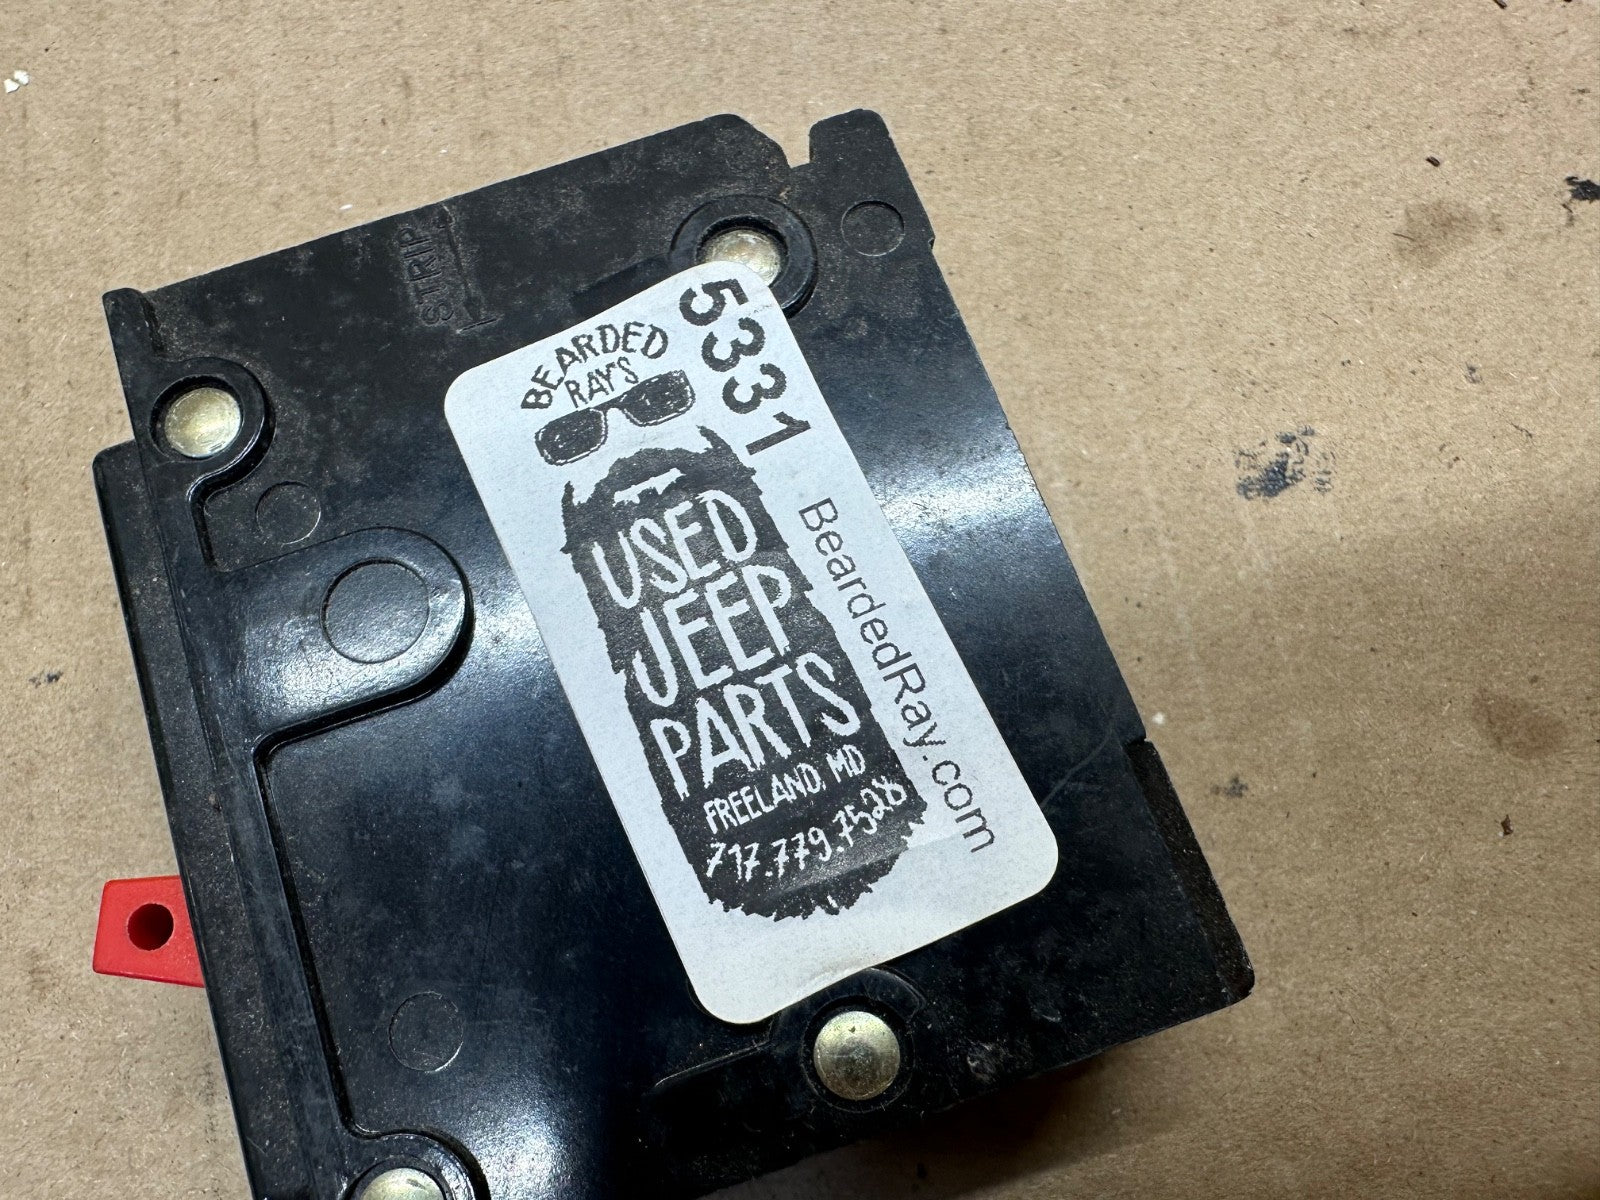 STRIP
5331
BEARDED
RAY'S
USED
JEEP
PARTS
FREELAND, MD
717.779.7528
BeardedRay.com